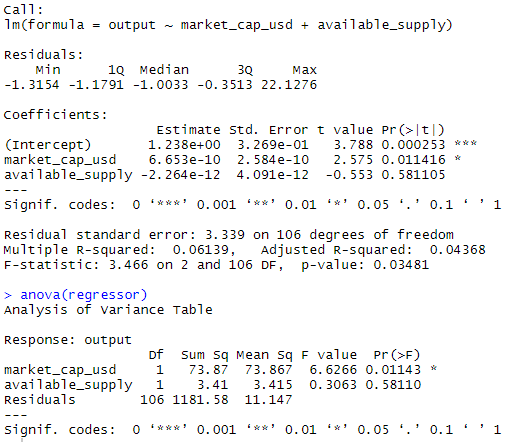 Call:
lm(formula = output ~ market_cap_usd + available_supply)
Residuals:
    Min      1Q  Median      3Q     Max
-1.3154 -1.1791 -1.0033 -0.3513 22.1276
Coefficients:
                   Estimate Std. Error t value Pr(>|t|)
(Intercept)       1.238e+00  3.269e-01   3.788 0.000253 ***
market_cap_usd    6.653e-10  2.584e-10   2.575 0.011416 *
available_supply -2.264e-12  4.091e-12  -0.553 0.581105
---
Signif. codes:  0 ‘***’ 0.001 ‘**’ 0.01 ‘*’ 0.05 ‘.’ 0.1 ‘ ’ 1
Residual standard error: 3.339 on 106 degrees of freedom
Multiple R-squared:  0.06139,	Adjusted R-squared:  0.04368
F-statistic: 3.466 on 2 and 106 DF,  p-value: 0.03481
> anova(regressor)
Analysis of Variance Table
Response: output
                  Df  Sum Sq Mean Sq F value  Pr(>F)
market_cap_usd     1   73.87  73.867  6.6266 0.01143 *
available_supply   1    3.41   3.415  0.3063 0.58110
Residuals        106 1181.58  11.147
---
Signif. codes:  0 ‘***’ 0.001 ‘**’ 0.01 ‘*’ 0.05 ‘.’ 0.1 ‘ ’ 1